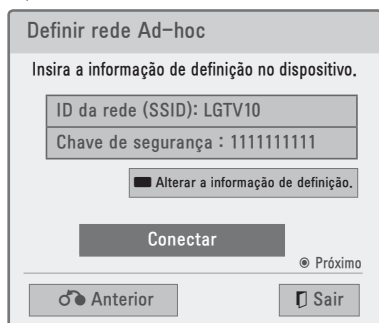 Definir rede Ad-hoc
Insira a informação de definição no dispositivo.
ID da rede (SSID): LGTV10
Chave de segurança : 1111111111
Alterar a informação de definição.
Conectar
Próximo
Anterior
Sair